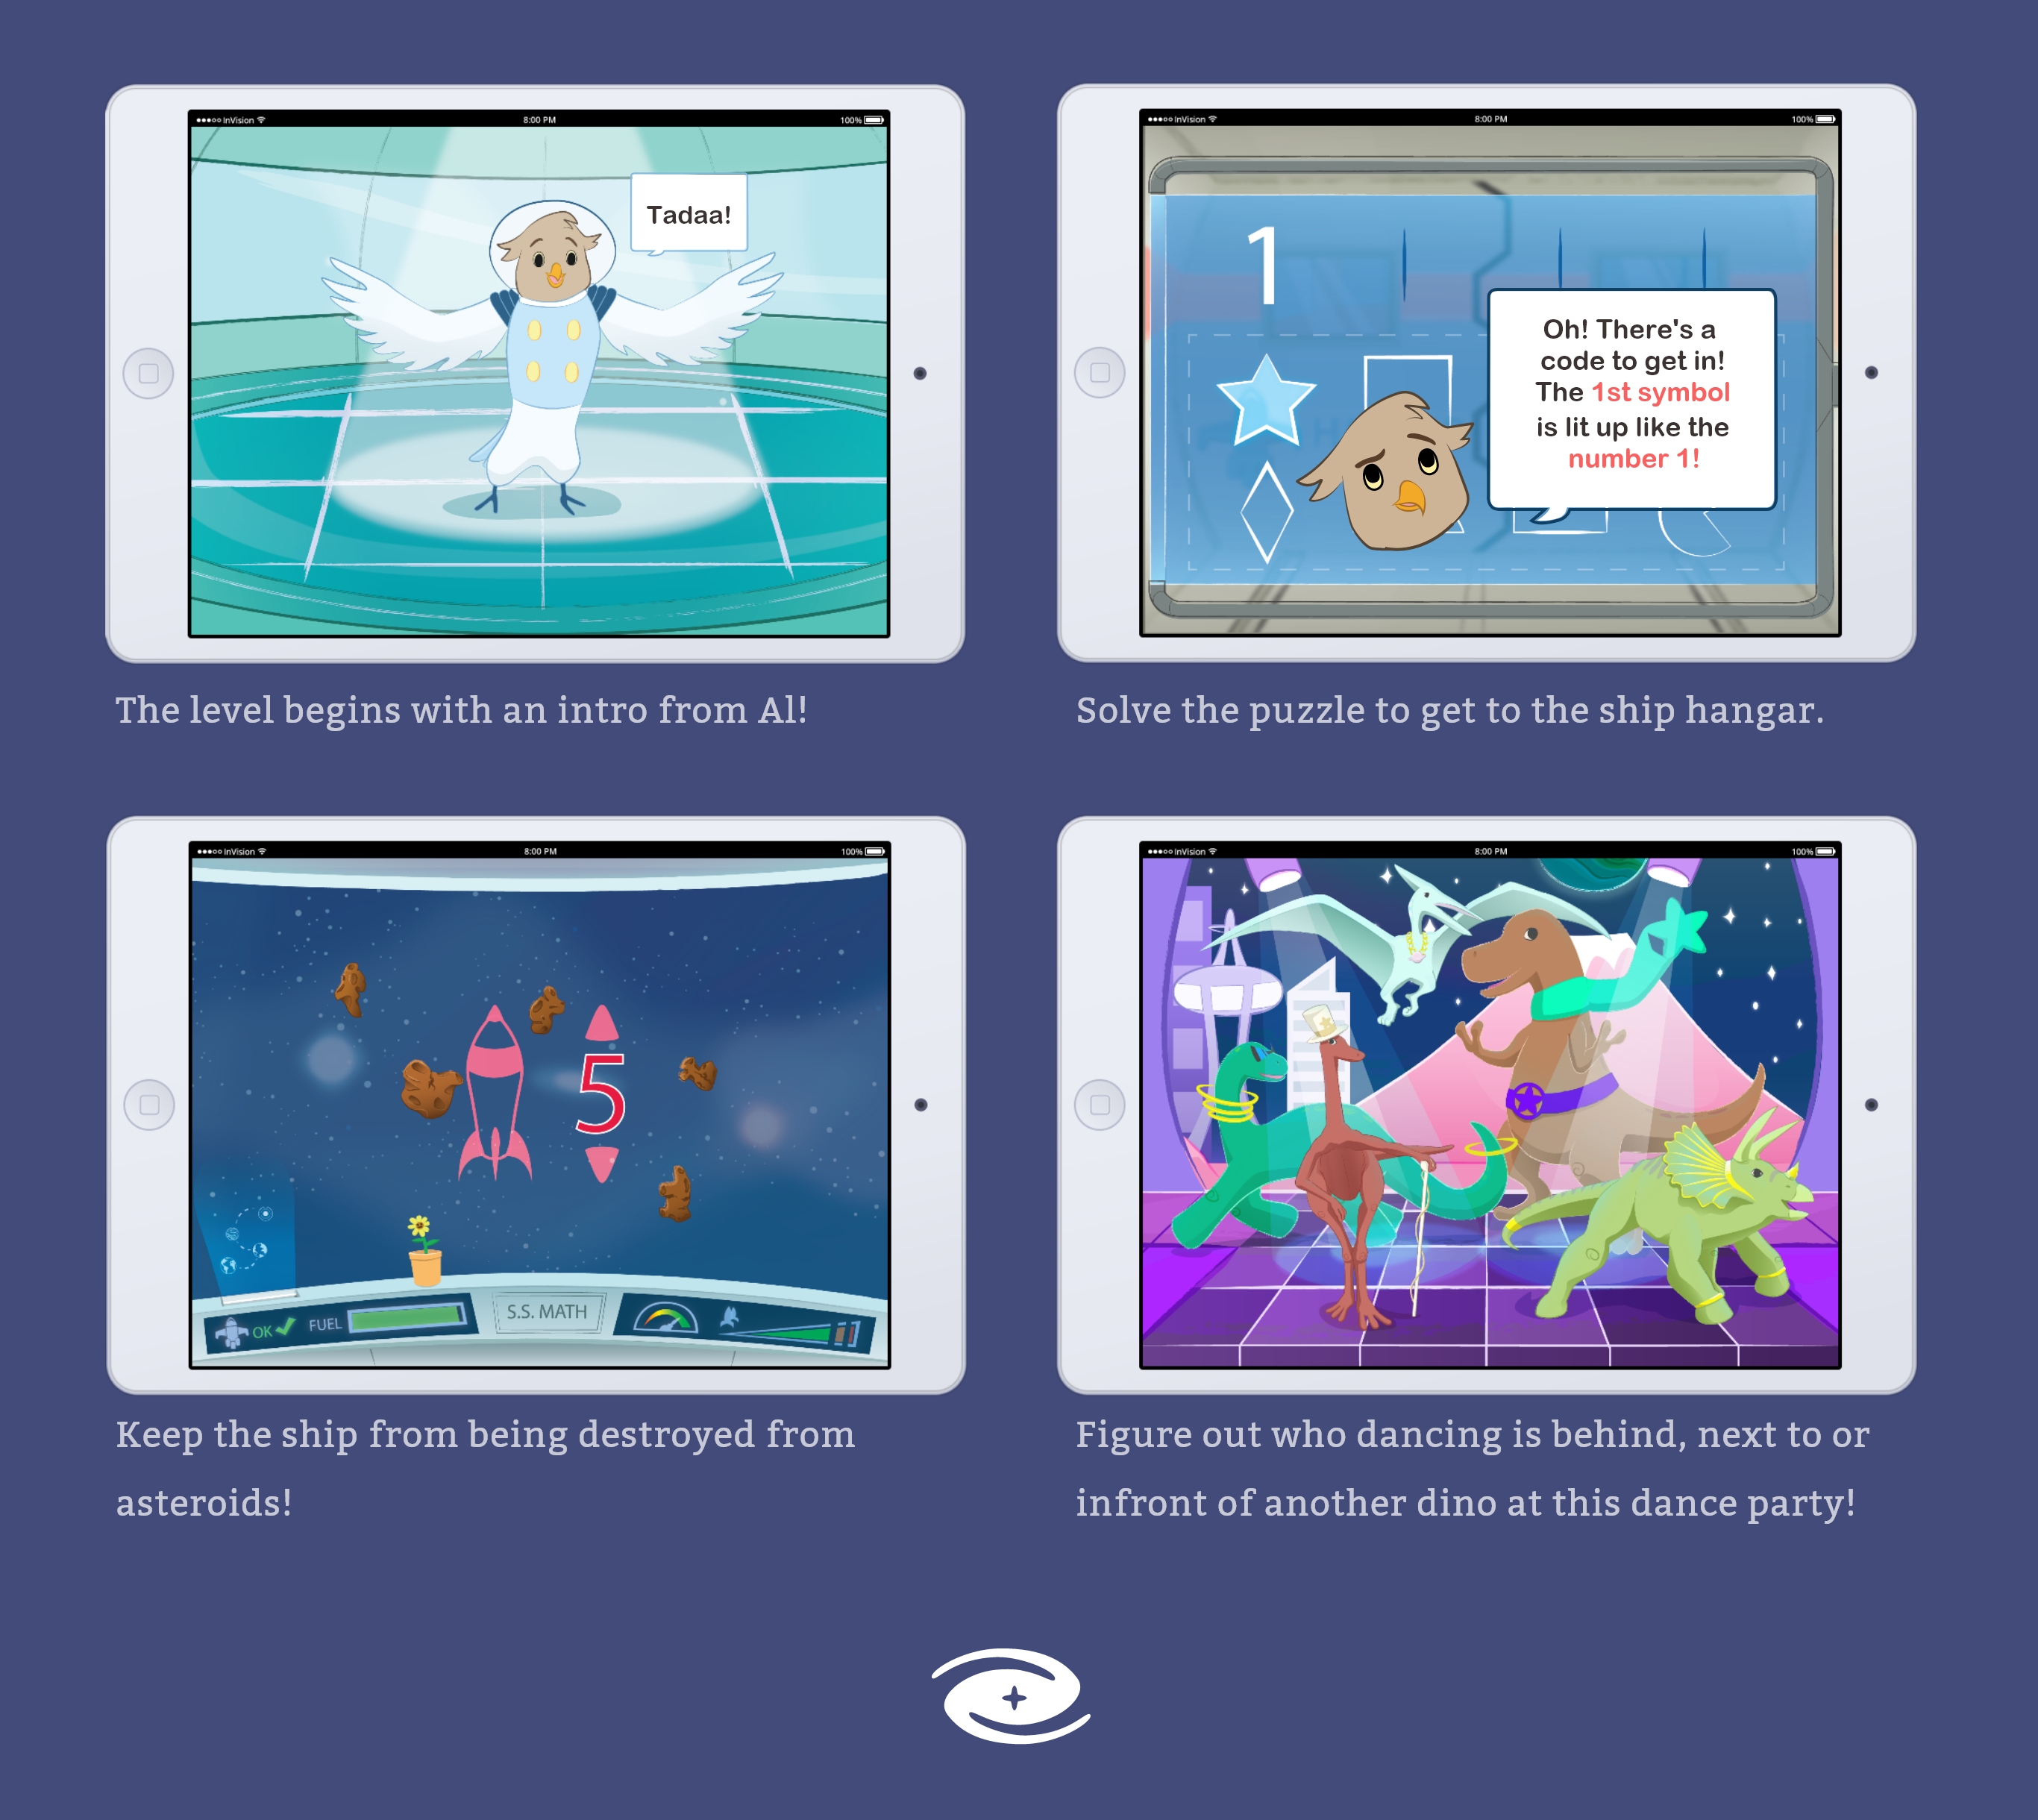 InVision 8:00 PM 100%
Tadaa!
The level begins with an intro from Al!
InVision 8:00 PM 100%
1
Oh! There's a
code to get in!
The 1st symbol
is lit up like the
number 1!
Solve the puzzle to get to the ship hangar.
InVision 8:00 PM 100%
5
OK FUEL S.S. MATH
Keep the ship from being destroyed from
asteroids!
InVision 8:00 PM 100%
Figure out who dancing is behind, next to or
infront of another dino at this dance party!